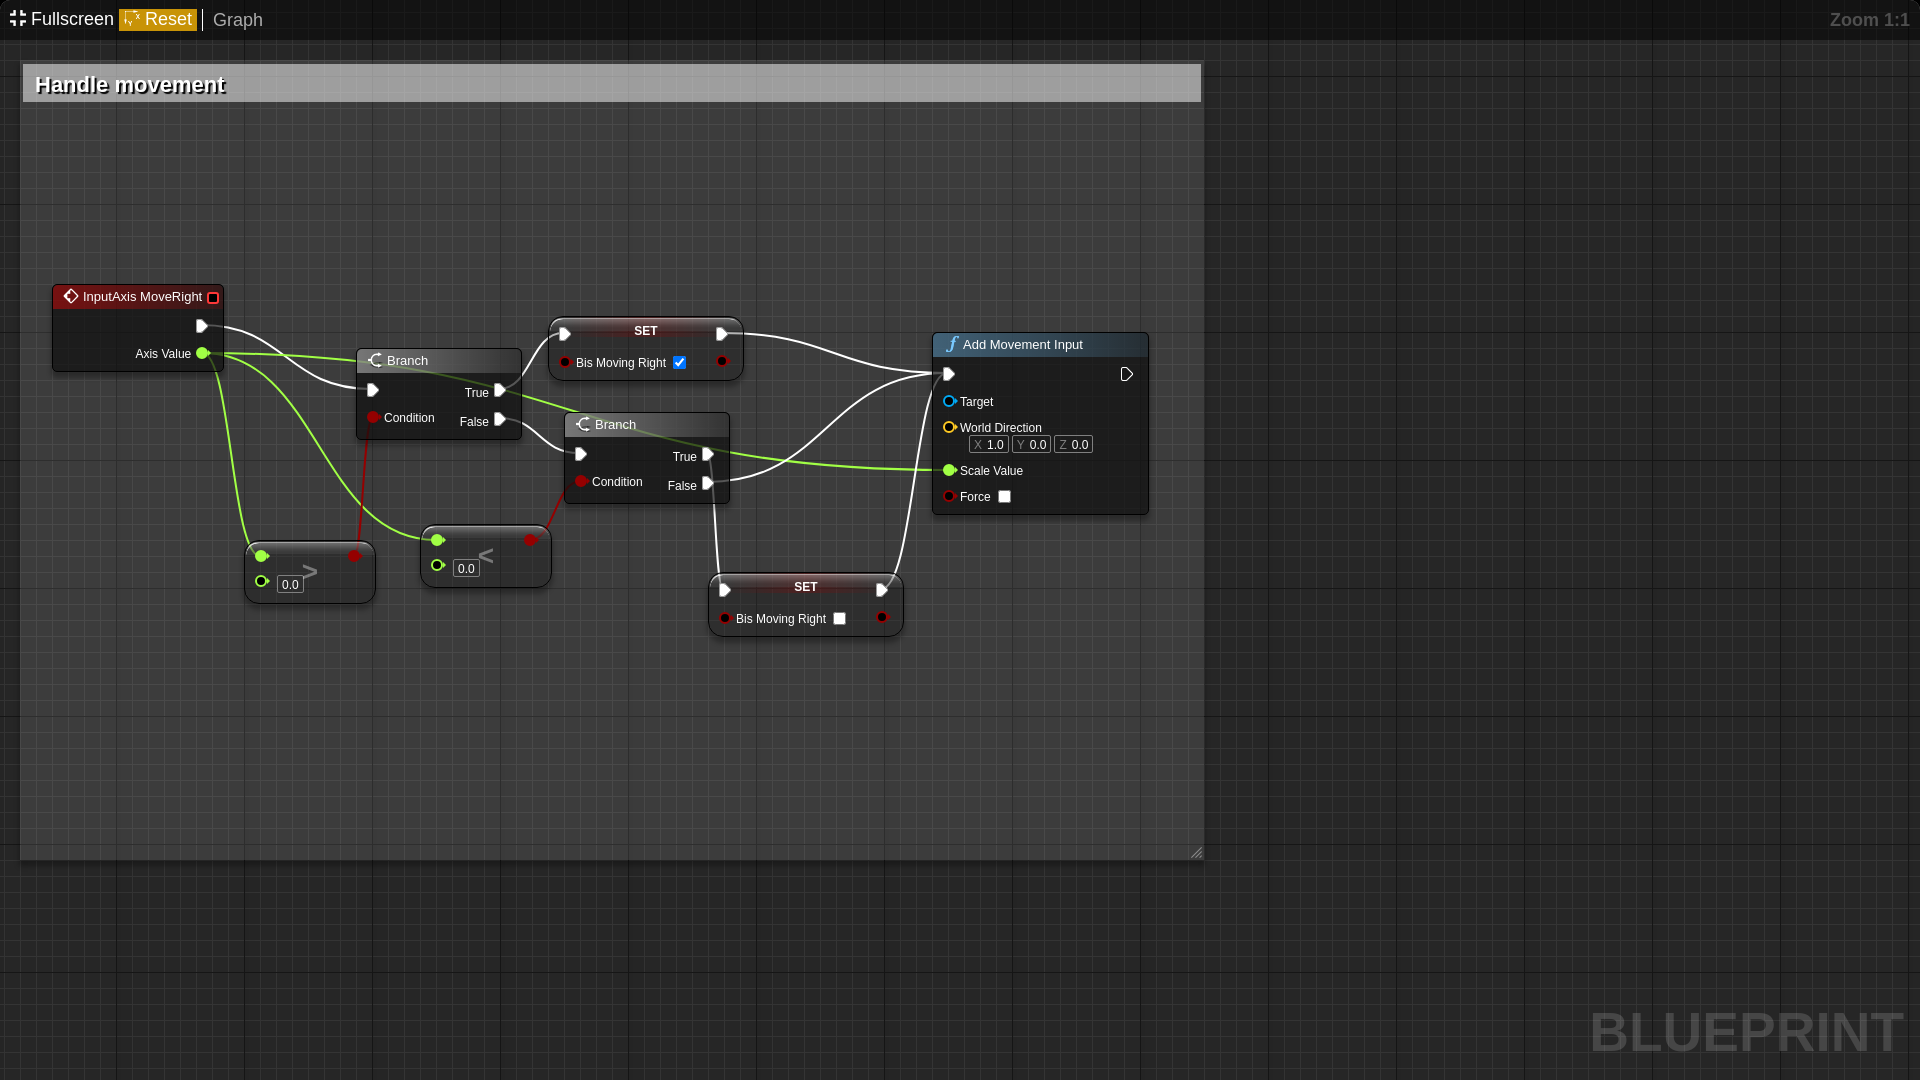 Fullscreen Reset Graph Zoom 1:1
Handle movement
InputAxis MoveRight
Axis Value
Branch
True
Condition
False
SET
Bis Moving Right
Branch
True
Condition
False
Add Movement Input
Target
World Direction
X 1.0 Y 0.0 Z 0.0
Scale Value
Force
>
0.0
<
0.0
SET
Bis Moving Right
BLUEPRINT